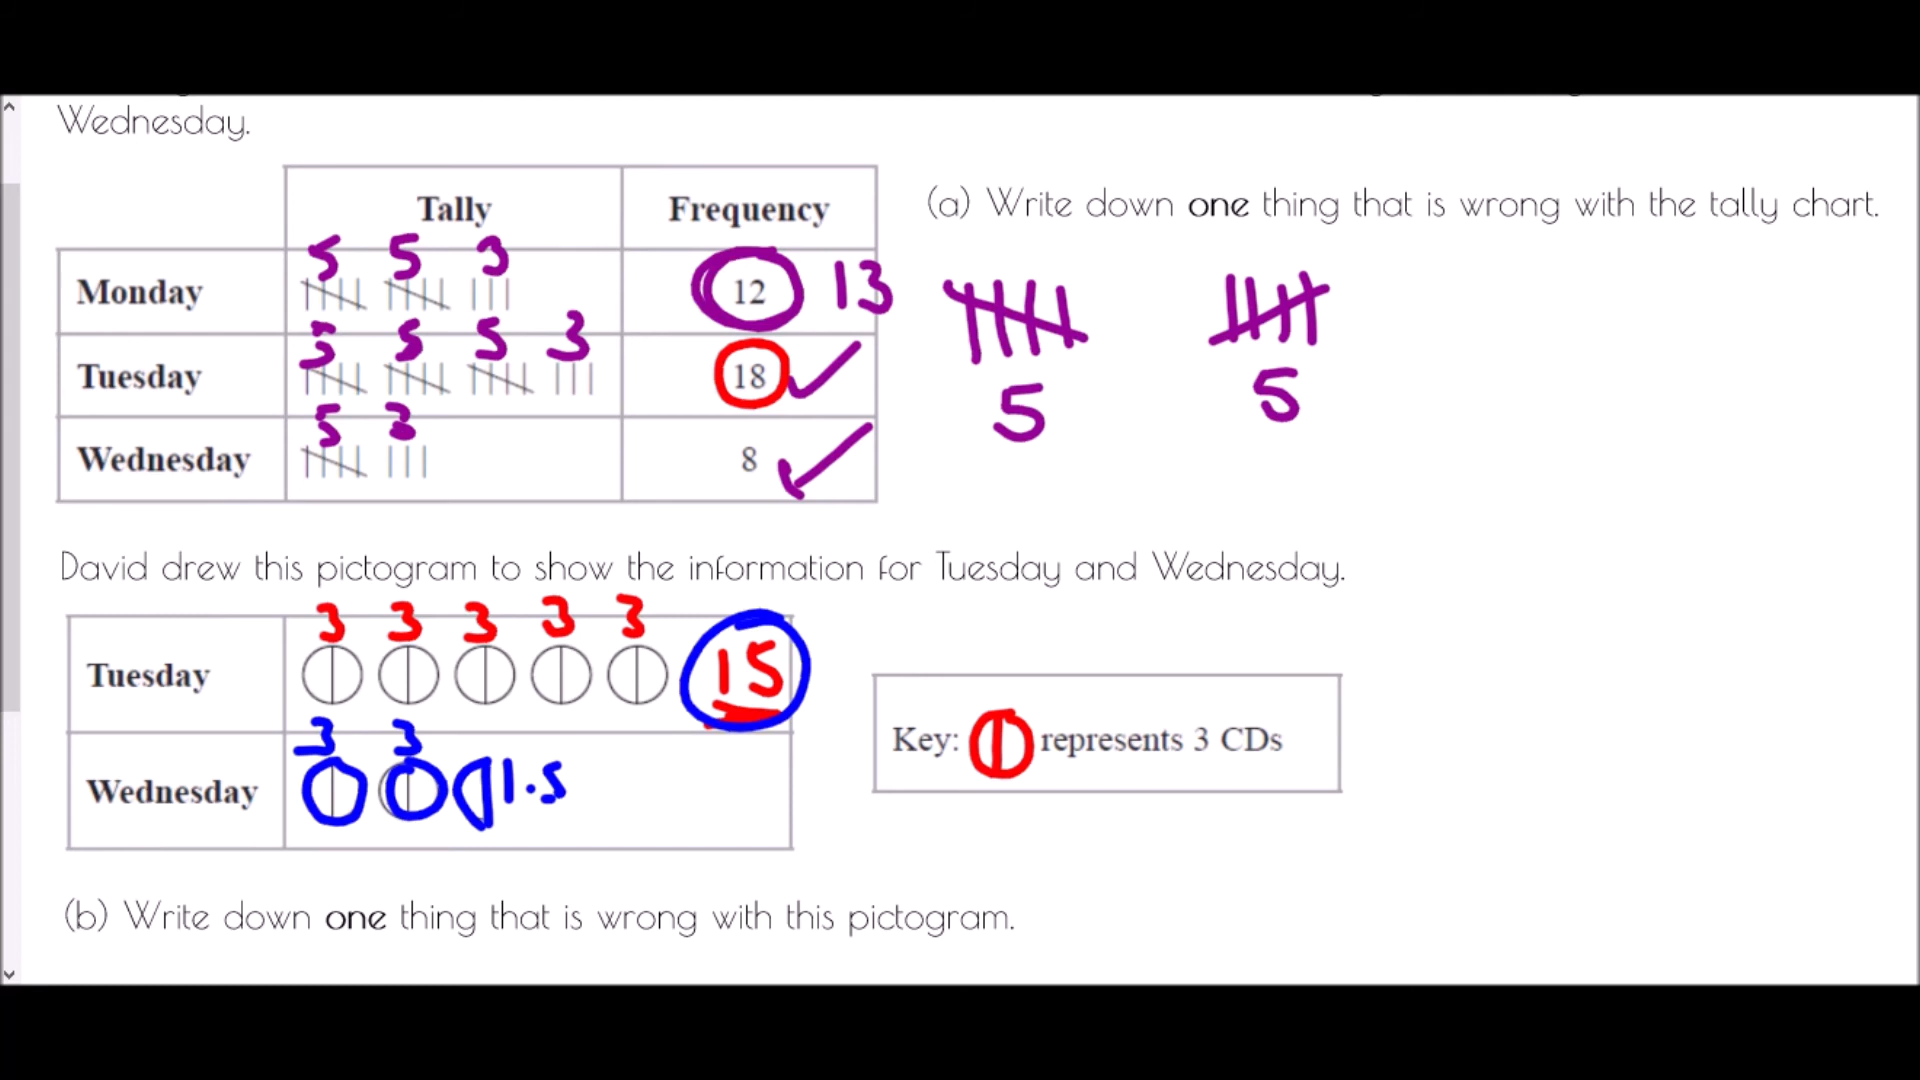 Wednesday.
Tally Frequency
5 5 3
Monday 12 13
5 5 5 3
Tuesday 18
5 3
Wednesday 8
(a) Write down one thing that is wrong with the tally chart.
5 5
David drew this pictogram to show the information for Tuesday and Wednesday.
3 3 3 3 3
Tuesday 15
3 3
Wednesday 1.5
Key: represents 3 CDs
(b) Write down one thing that is wrong with this pictogram.